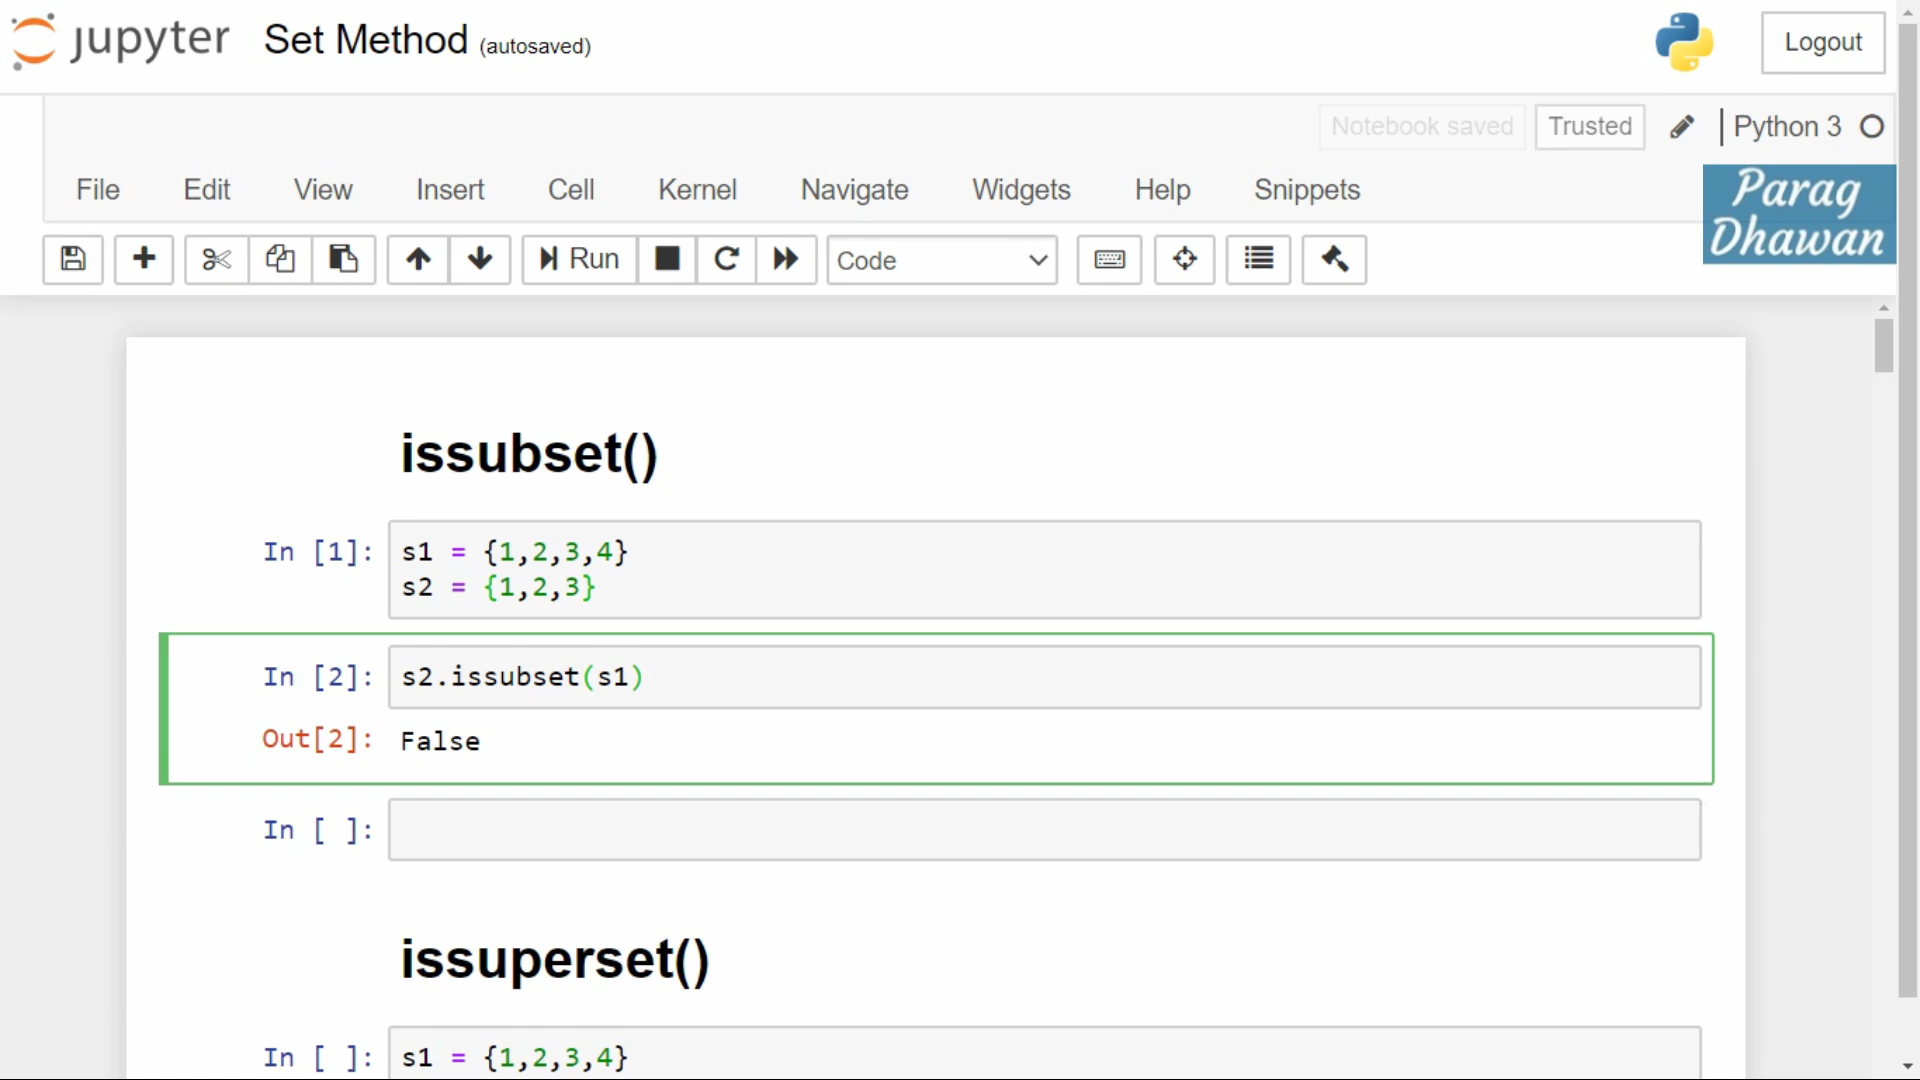 jupyter Set Method (autosaved) Logout
Notebook saved Trusted Python 3
File Edit View Insert Cell Kernel Navigate Widgets Help Snippets
Parag
Dhawan
Run Code
issubset()
In [1]: s1 = {1,2,3,4}
s2 = {1,2,3}
In [2]: s2.issubset(s1)
Out[2]: False
In [ ]:
issuperset()
In [ ]: s1 = {1,2,3,4}